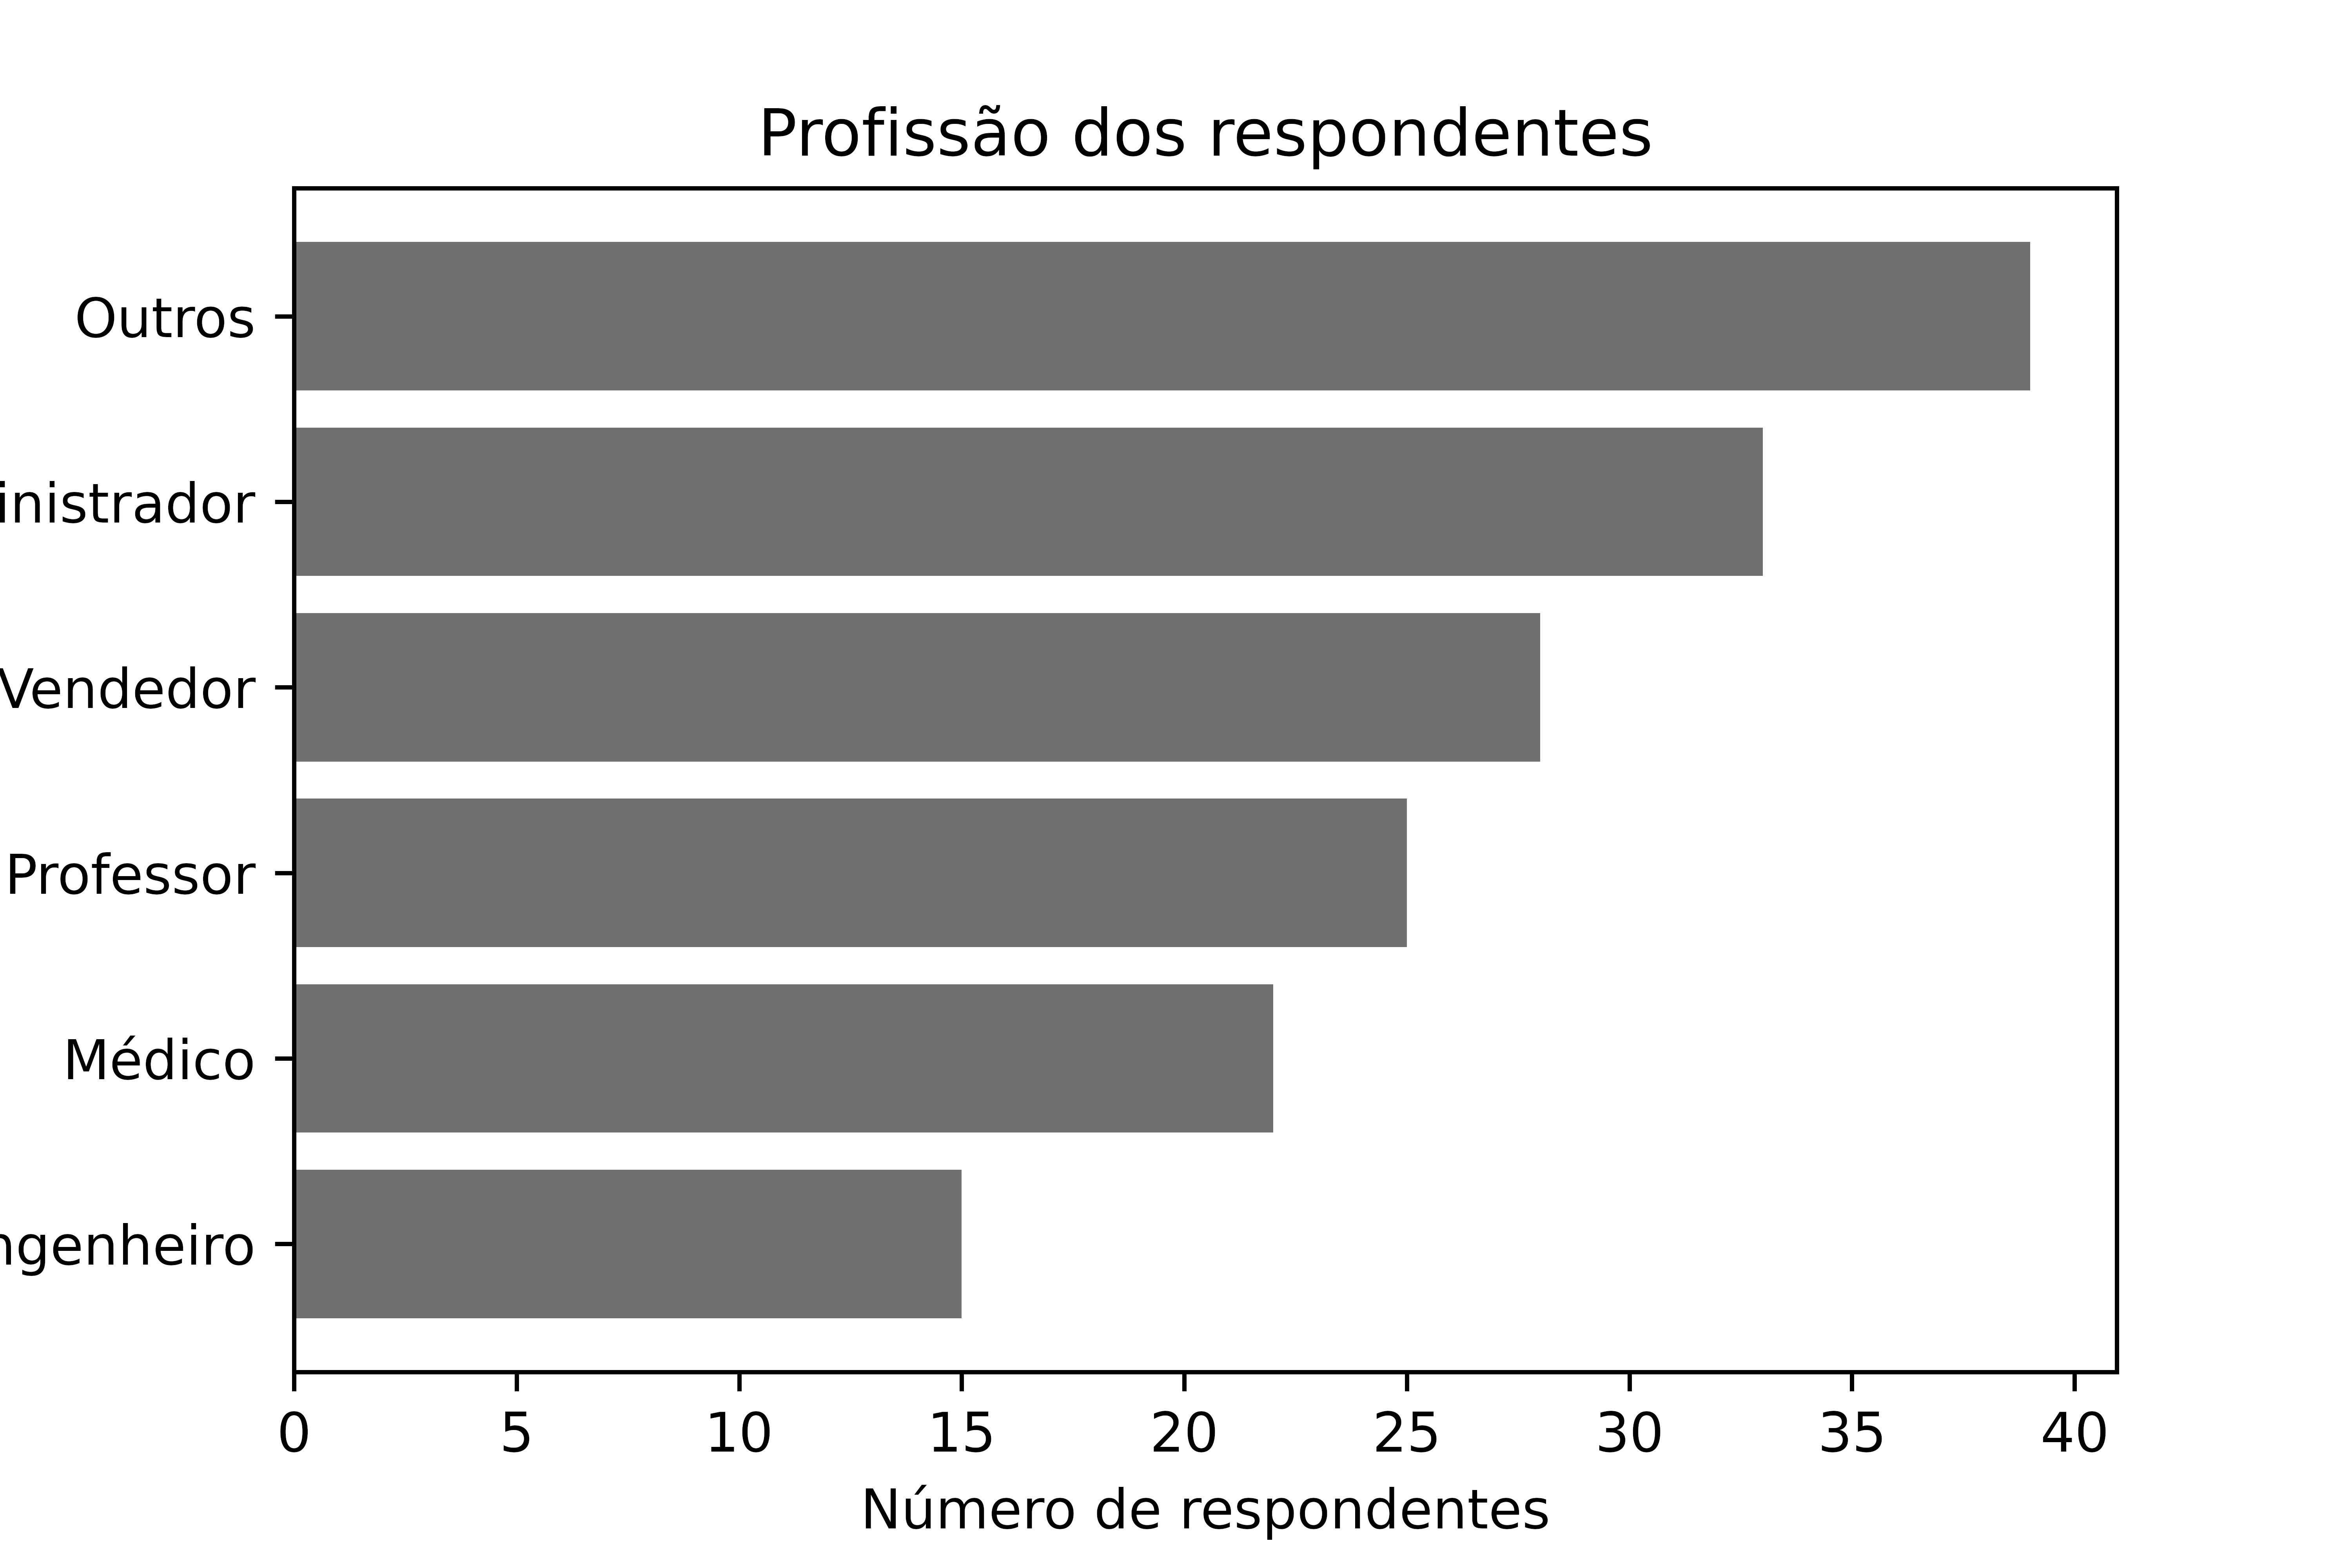 Profissão dos respondentes
Outros
inistrador
Vendedor
Professor
Médico
ngenheiro
0 5 10 15 20 25 30 35 40
Número de respondentes